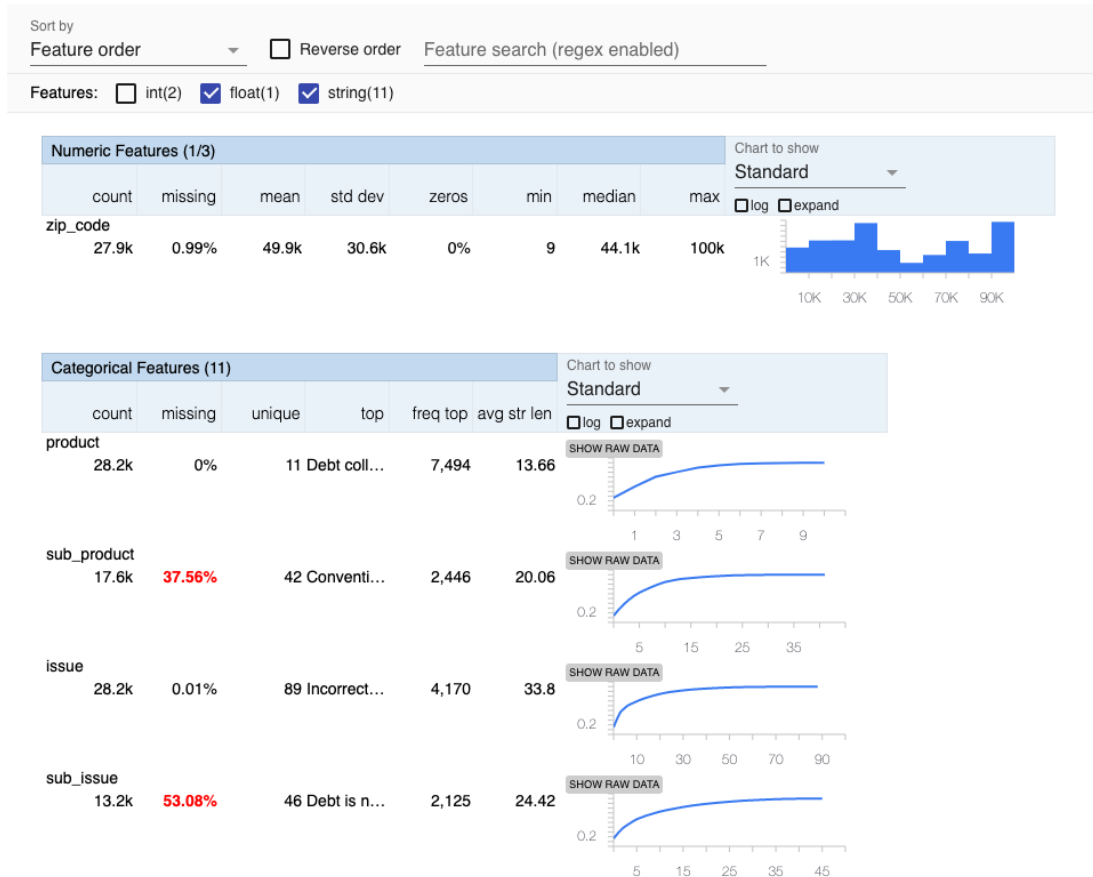 Sort by
Feature order
Reverse order
Feature search (regex enabled)
Features: int(2) float(1) string(11)
Numeric Features (1/3)
Chart to show
Standard
count missing mean std dev zeros min median max
log expand
zip_code
27.9k 0.99% 49.9k 30.6k 0% 9 44.1k 100k
1K
10K 30K 50K 70K 90K
Categorical Features (11)
Chart to show
Standard
count missing unique top freq top avg str len
log expand
product
28.2k 0% 11 Debt coll... 7,494 13.66
SHOW RAW DATA
0.2
1 3 5 7 9
sub_product
17.6k 37.56% 42 Conventi... 2,446 20.06
SHOW RAW DATA
0.2
5 15 25 35
issue
28.2k 0.01% 89 Incorrect... 4,170 33.8
SHOW RAW DATA
0.2
10 30 50 70 90
sub_issue
13.2k 53.08% 46 Debt is n... 2,125 24.42
SHOW RAW DATA
0.2
5 15 25 35 45